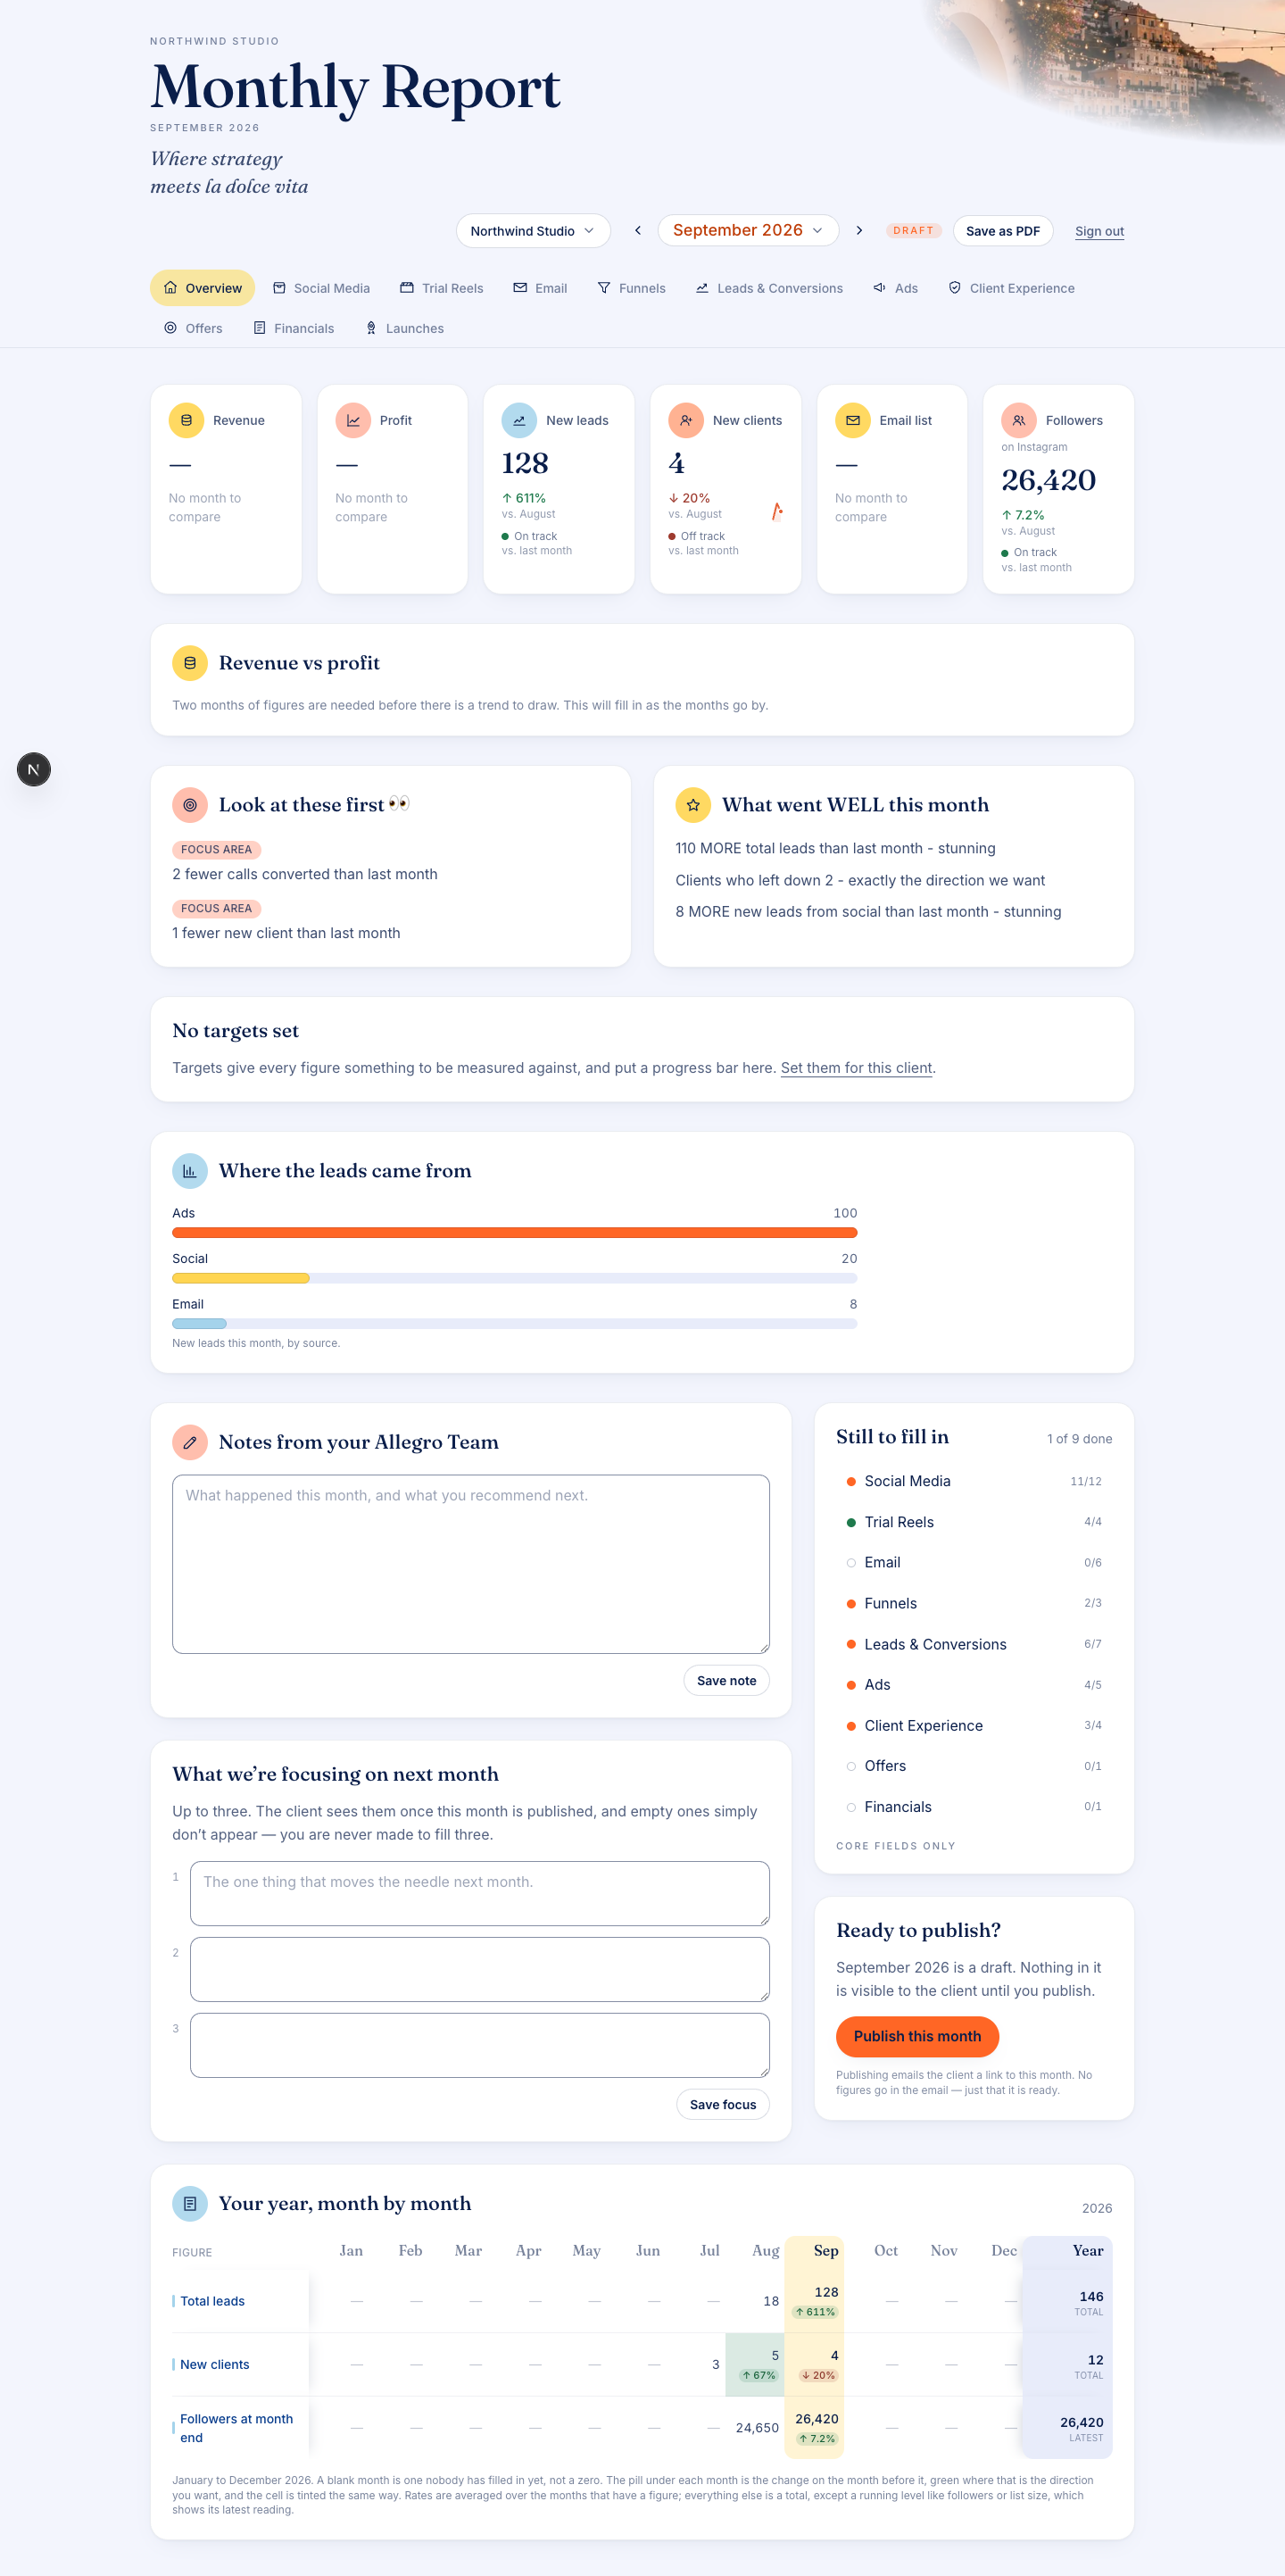 NORTHWIND STUDIO
Monthly Report
SEPTEMBER 2026
Where strategy
meets la dolce vita
Northwind Studio
September 2026
DRAFT
Save as PDF
Sign out
Overview
Social Media
Trial Reels
Email
Funnels
Leads & Conversions
Ads
Client Experience
Offers
Financials
Launches
Revenue
—
No month to
compare
Profit
—
No month to
compare
New leads
128
↑ 611%
vs. August
On track
vs. last month
New clients
4
↓ 20%
vs. August
Off track
vs. last month
Email list
—
No month to
compare
Followers
on Instagram
26,420
↑ 7.2%
vs. August
On track
vs. last month
Revenue vs profit
Two months of figures are needed before there is a trend to draw. This will fill in as the months go by.
Look at these first 👀
FOCUS AREA
2 fewer calls converted than last month
FOCUS AREA
1 fewer new client than last month
What went WELL this month
110 MORE total leads than last month - stunning
Clients who left down 2 - exactly the direction we want
8 MORE new leads from social than last month - stunning
No targets set
Targets give every figure something to be measured against, and put a progress bar here. Set them for this client.
Where the leads came from
Ads 100
Social 20
Email 8
New leads this month, by source.
Notes from your Allegro Team
What happened this month, and what you recommend next.
Save note
What we’re focusing on next month
Up to three. The client sees them once this month is published, and empty ones simply
don’t appear — you are never made to fill three.
1 The one thing that moves the needle next month.
2
3
Save focus
Still to fill in 1 of 9 done
Social Media 11/12
Trial Reels 4/4
Email 0/6
Funnels 2/3
Leads & Conversions 6/7
Ads 4/5
Client Experience 3/4
Offers 0/1
Financials 0/1
CORE FIELDS ONLY
Ready to publish?
September 2026 is a draft. Nothing in it
is visible to the client until you publish.
Publish this month
Publishing emails the client a link to this month. No
figures go in the email — just that it is ready.
Your year, month by month 2026
FIGURE Jan Feb Mar Apr May Jun Jul Aug Sep Oct Nov Dec Year
Total leads — — — — — — — 18 128 — — — 146
↑ 611% TOTAL
New clients — — — — — — 3 5 4 — — — 12
↑ 67% ↓ 20% TOTAL
Followers at month
end — — — — — — — 24,650 26,420 — — — 26,420
↑ 7.2% LATEST
January to December 2026. A blank month is one nobody has filled in yet, not a zero. The pill under each month is the change on the month before it, green where that is the direction
you want, and the cell is tinted the same way. Rates are averaged over the months that have a figure; everything else is a total, except a running level like followers or list size, which
shows its latest reading.